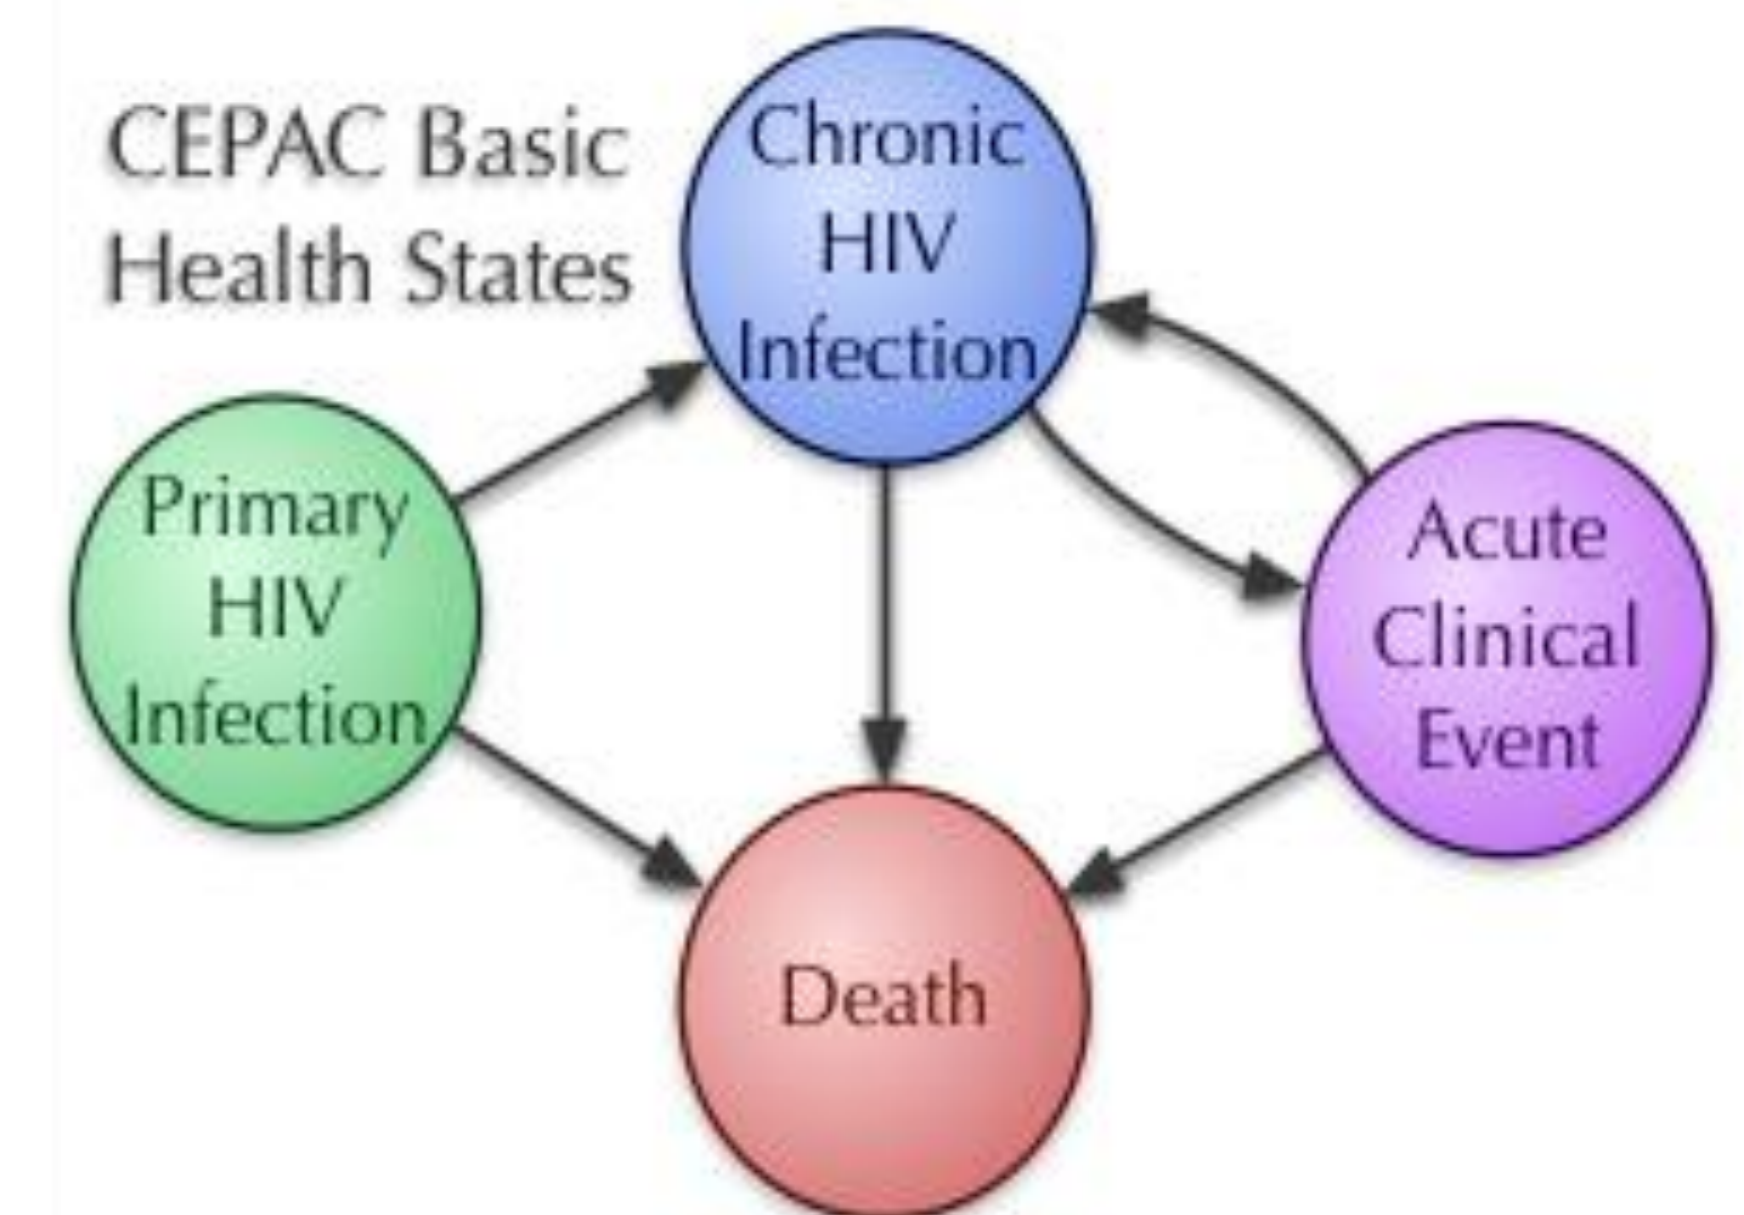 CEPAC Basic
Health States
Chronic
HIV
Infection
Primary
HIV
Infection
Acute
Clinical
Event
Death